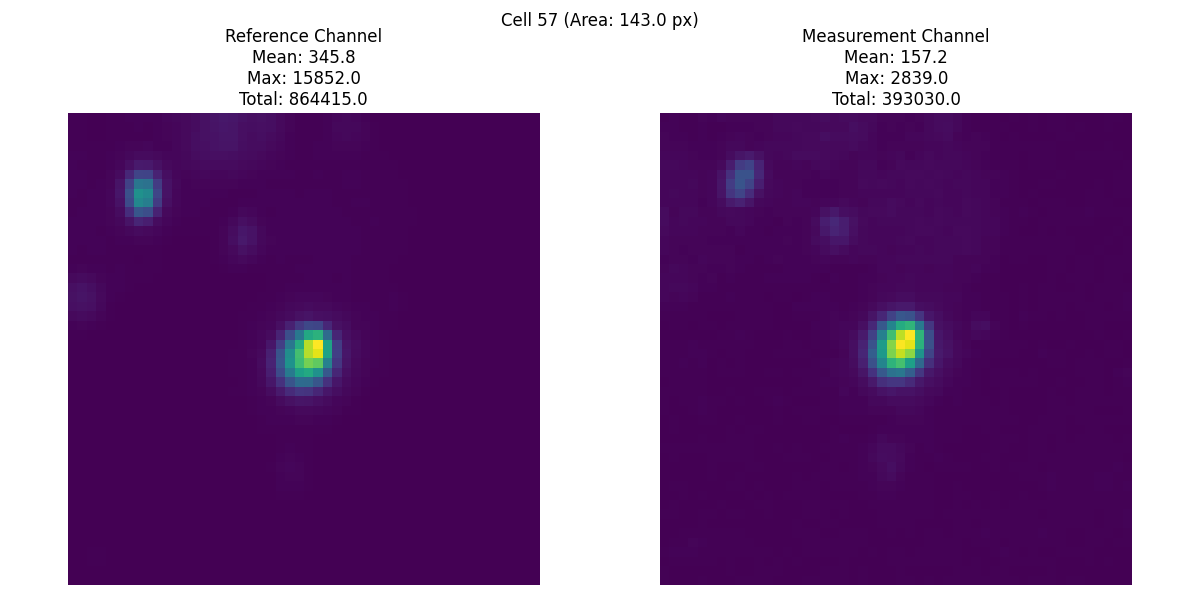 Cell 57 (Area: 143.0 px)
Reference Channel
Mean: 345.8
Max: 15852.0
Total: 864415.0
Measurement Channel
Mean: 157.2
Max: 2839.0
Total: 393030.0